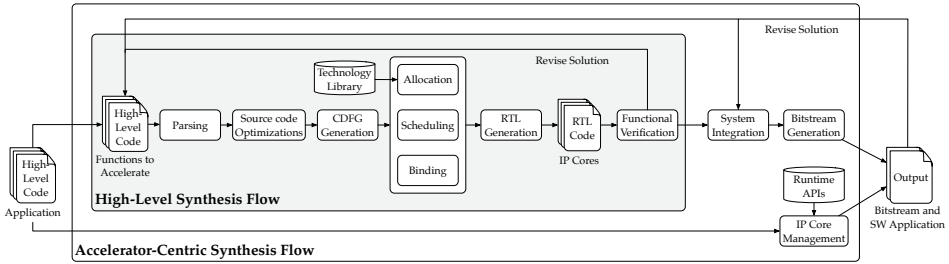 Revise Solution
Revise Solution
Technology
Library
Allocation
High-
Level
Code
Functions to
Accelerate
Parsing
Source code
Optimizations
CDFG
Generation
Scheduling
Binding
RTL
Generation
RTL
Code
IP Cores
Functional
Verification
System
Integration
Bitstream
Generation
High-
Level
Code
Application
High-Level Synthesis Flow
Runtime
APIs
IP Core
Management
Output
Bitstream and
SW Application
Accelerator-Centric Synthesis Flow